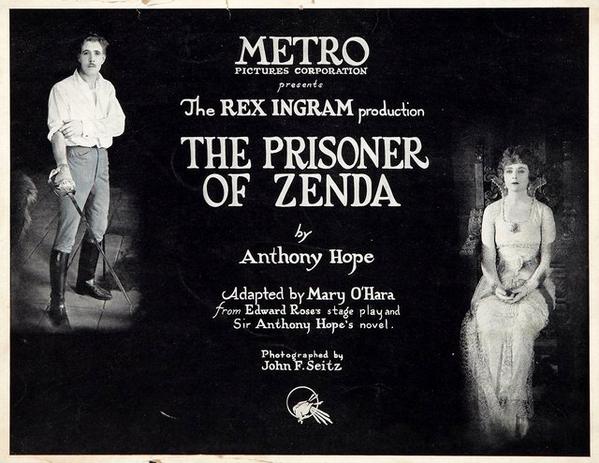 METRO
PICTURES CORPORATION
presents
The REX INGRAM production
THE PRISONER
OF ZENDA
by
Anthony Hope
Adapted by Mary O'Hara
from Edward Rose's stage play and
Sir Anthony Hope's novel.
Photographed by
John F. Seitz